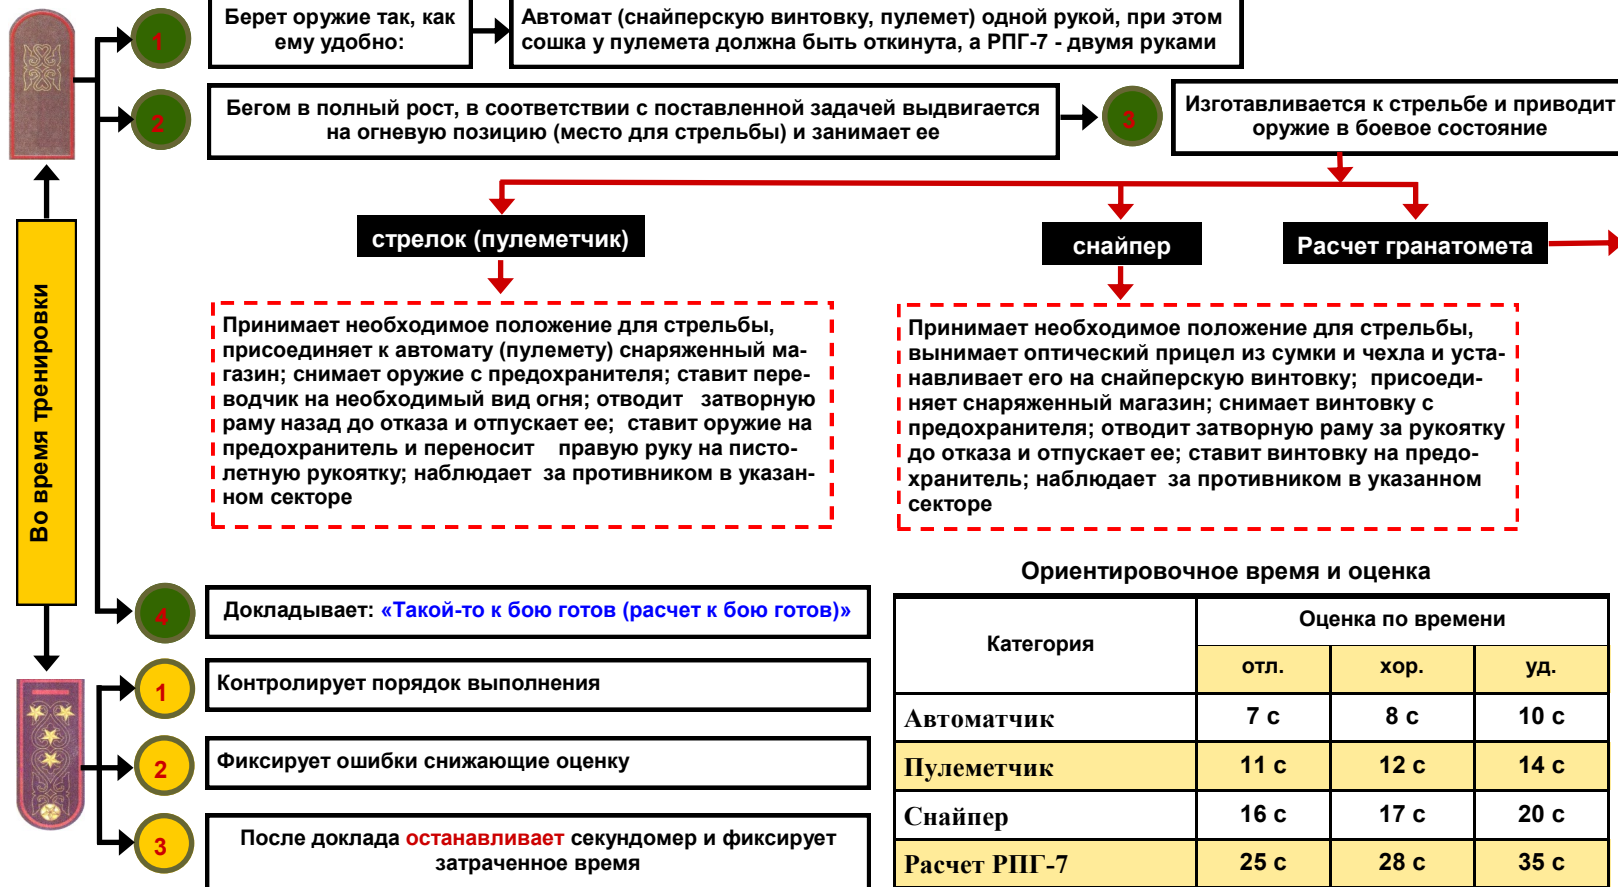 Во время тренировки
1
Берет оружие так, как
ему удобно:
Автомат (снайперскую винтовку, пулемет) одной рукой, при этом
сошка у пулемета должна быть откинута, а РПГ-7 - двумя руками
2
Бегом в полный рост, в соответствии с поставленной задачей выдвигается
на огневую позицию (место для стрельбы) и занимает ее
3
Изготавливается к стрельбе и приводит
оружие в боевое состояние
стрелок (пулеметчик)
снайпер
Расчет гранатомета
Принимает необходимое положение для стрельбы,
присоединяет к автомату (пулемету) снаряженный ма-
газин; снимает оружие с предохранителя; ставит пере-
водчик на необходимый вид огня; отводит затворную
раму назад до отказа и отпускает ее; ставит оружие на
предохранитель и переносит правую руку на писто-
летную рукоятку; наблюдает за противником в указан-
ном секторе
Принимает необходимое положение для стрельбы,
вынимает оптический прицел из сумки и чехла и уста-
навливает его на снайперскую винтовку; присоеди-
няет снаряженный магазин; снимает винтовку с
предохранителя; отводит затворную раму за рукоятку
до отказа и отпускает ее; ставит винтовку на предо-
хранитель; наблюдает за противником в указанном
секторе
4
Докладывает: «Такой-то к бою готов (расчет к бою готов)»
1
Контролирует порядок выполнения
2
Фиксирует ошибки снижающие оценку
3
После доклада останавливает секундомер и фиксирует
затраченное время
Ориентировочное время и оценка
Категория
Оценка по времени
отл. хор. уд.
Автоматчик 7 с 8 с 10 с
Пулеметчик 11 с 12 с 14 с
Снайпер 16 с 17 с 20 с
Расчет РПГ-7 25 с 28 с 35 с